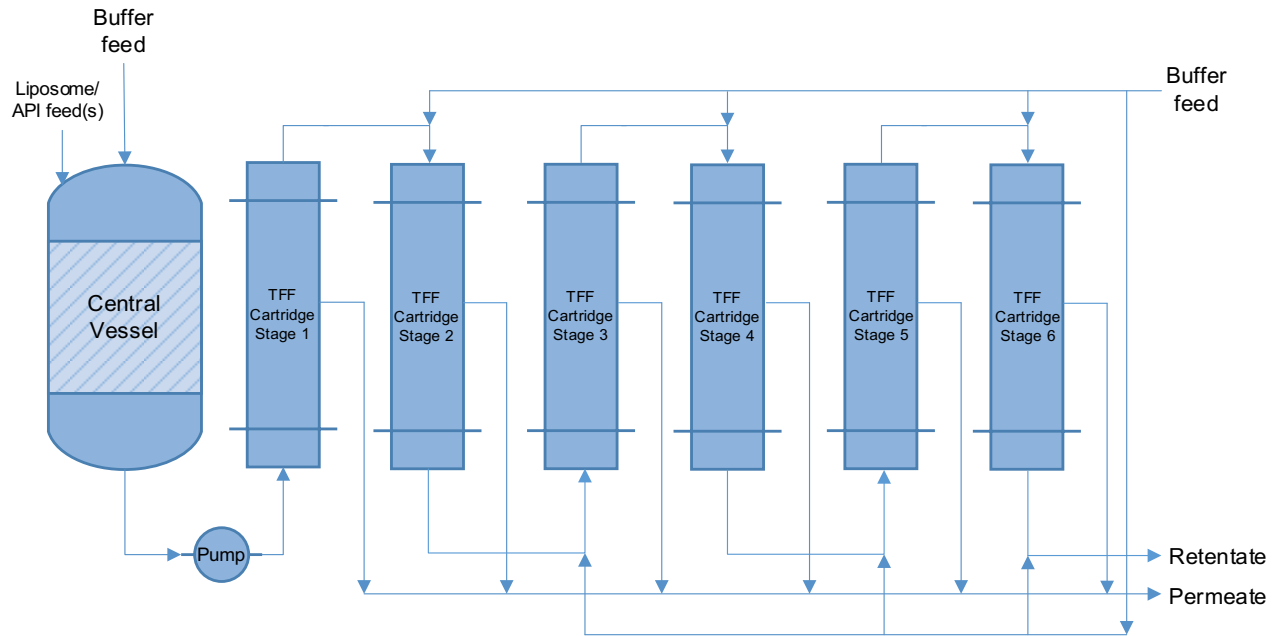 Buffer
feed
Liposome/
API feed(s)
Buffer
feed
Central
Vessel
Pump
TFF
Cartridge
Stage 1
TFF
Cartridge
Stage 2
TFF
Cartridge
Stage 3
TFF
Cartridge
Stage 4
TFF
Cartridge
Stage 5
TFF
Cartridge
Stage 6
Retentate
Permeate